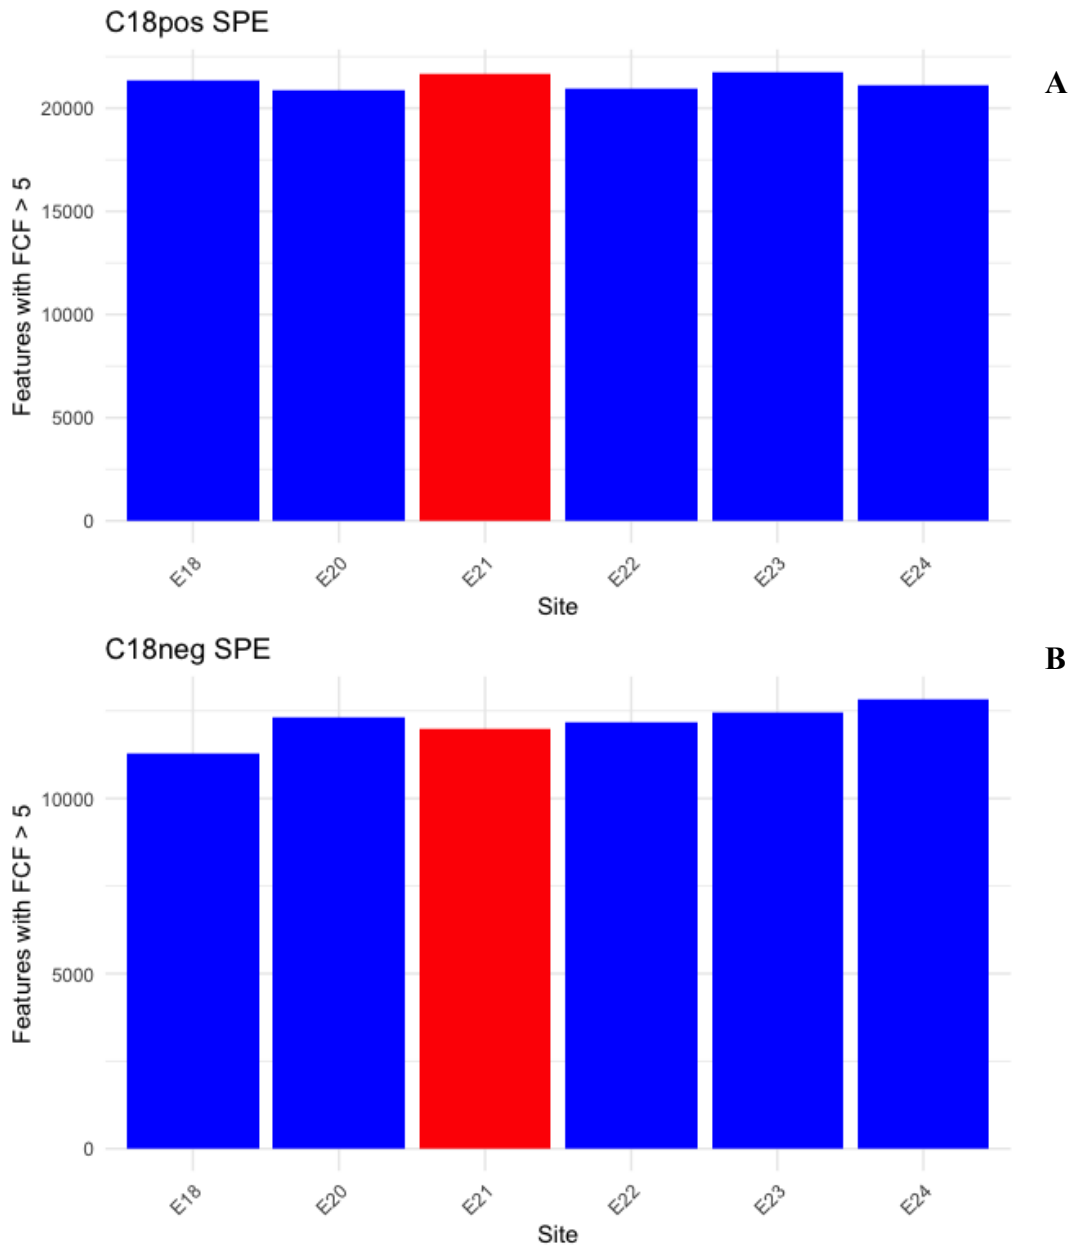 C18pos SPE
A
Features with FCF > 5
20000
15000
10000
5000
0
E18 E20 E21 E22 E23 E24
Site
C18neg SPE
B
Features with FCF > 5
10000
5000
0
E18 E20 E21 E22 E23 E24
Site